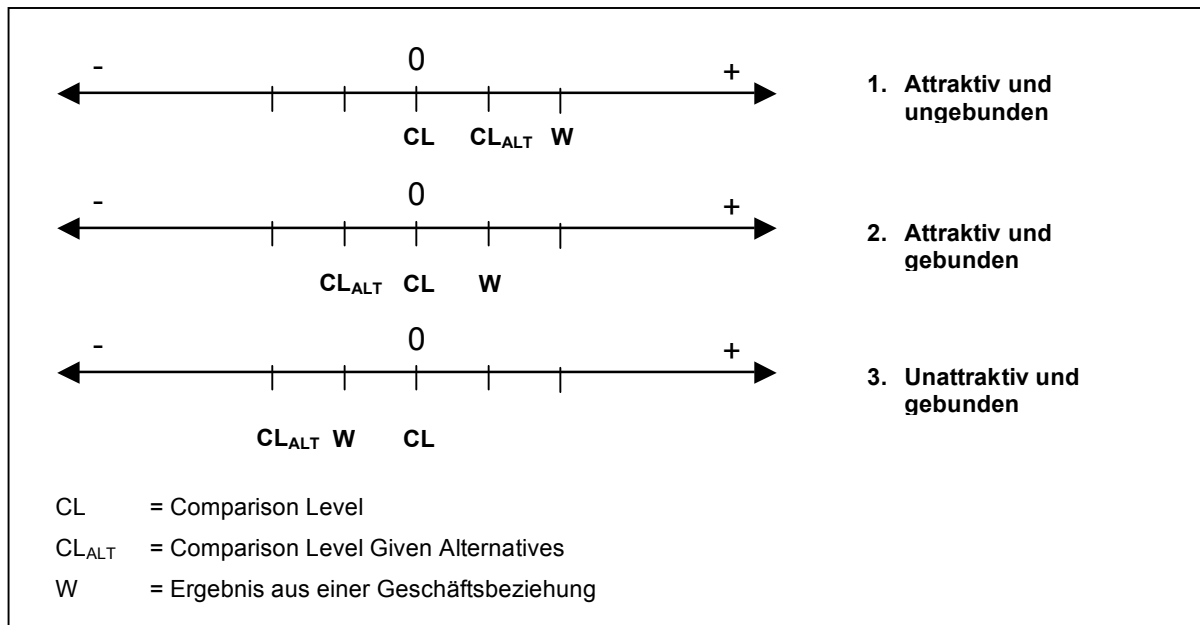 - 0 +
1. Attraktiv und
ungebunden
CL CL_ALT W
- 0 +
2. Attraktiv und
gebunden
CL_ALT CL W
- 0 +
3. Unattraktiv und
gebunden
CL_ALT W CL
CL = Comparison Level
CL_ALT = Comparison Level Given Alternatives
W = Ergebnis aus einer Geschäftsbeziehung